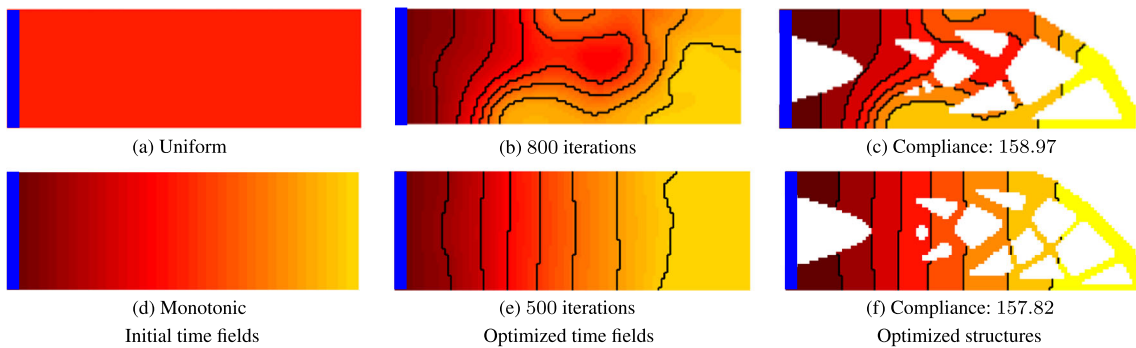 (a) Uniform
(b) 800 iterations
(c) Compliance: 158.97
(d) Monotonic
(e) 500 iterations
(f) Compliance: 157.82
Initial time fields
Optimized time fields
Optimized structures